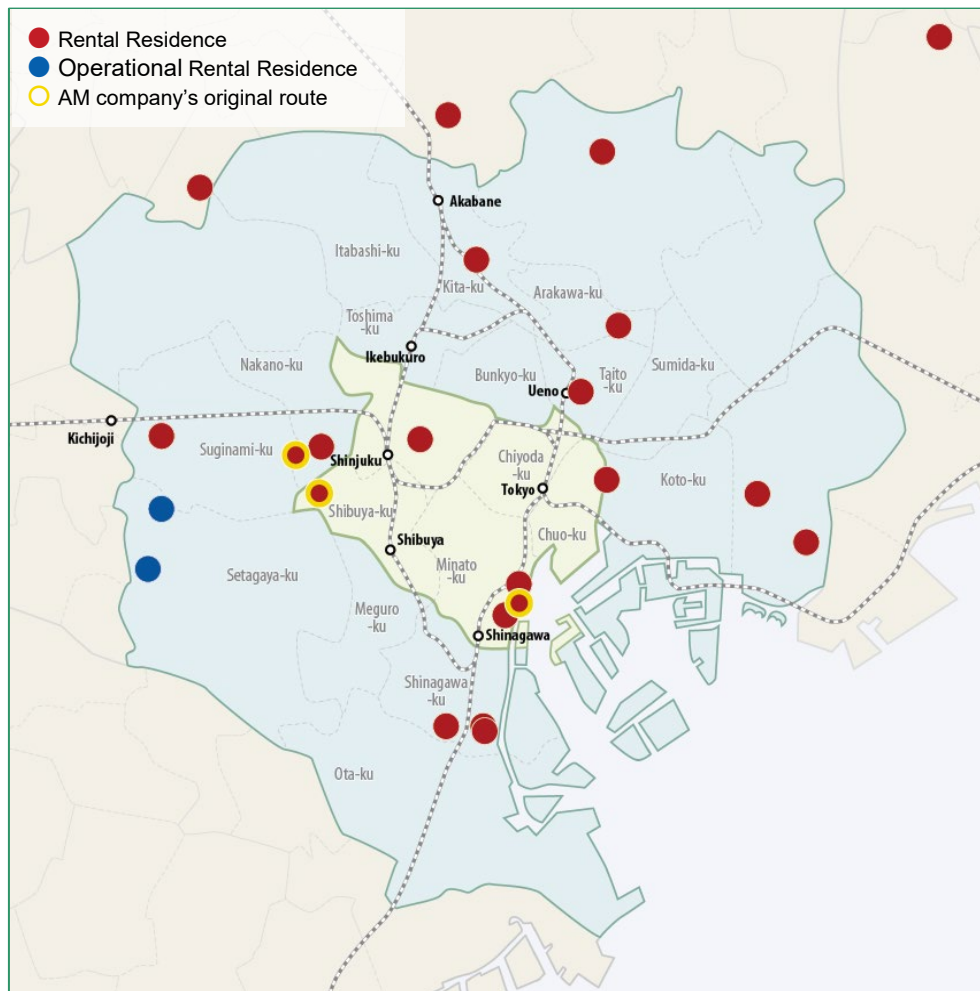 Rental Residence
Operational Rental Residence
AM company's original route
Akabane
Itabashi-ku
Kita-ku
Arakawa-ku
Toshima
-ku
Ikebukuro
Nakano-ku
Bunkyo-ku
Taito
-ku
Sumida-ku
Ueno
Kichijoji
Suginami-ku
Shinjuku
Chiyoda
-ku
Tokyo
Koto-ku
Shibuya-ku
Chuo-ku
Shibuya
Minato
-ku
Setagaya-ku
Meguro
-ku
Shinagawa
Shinagawa
-ku
Ota-ku